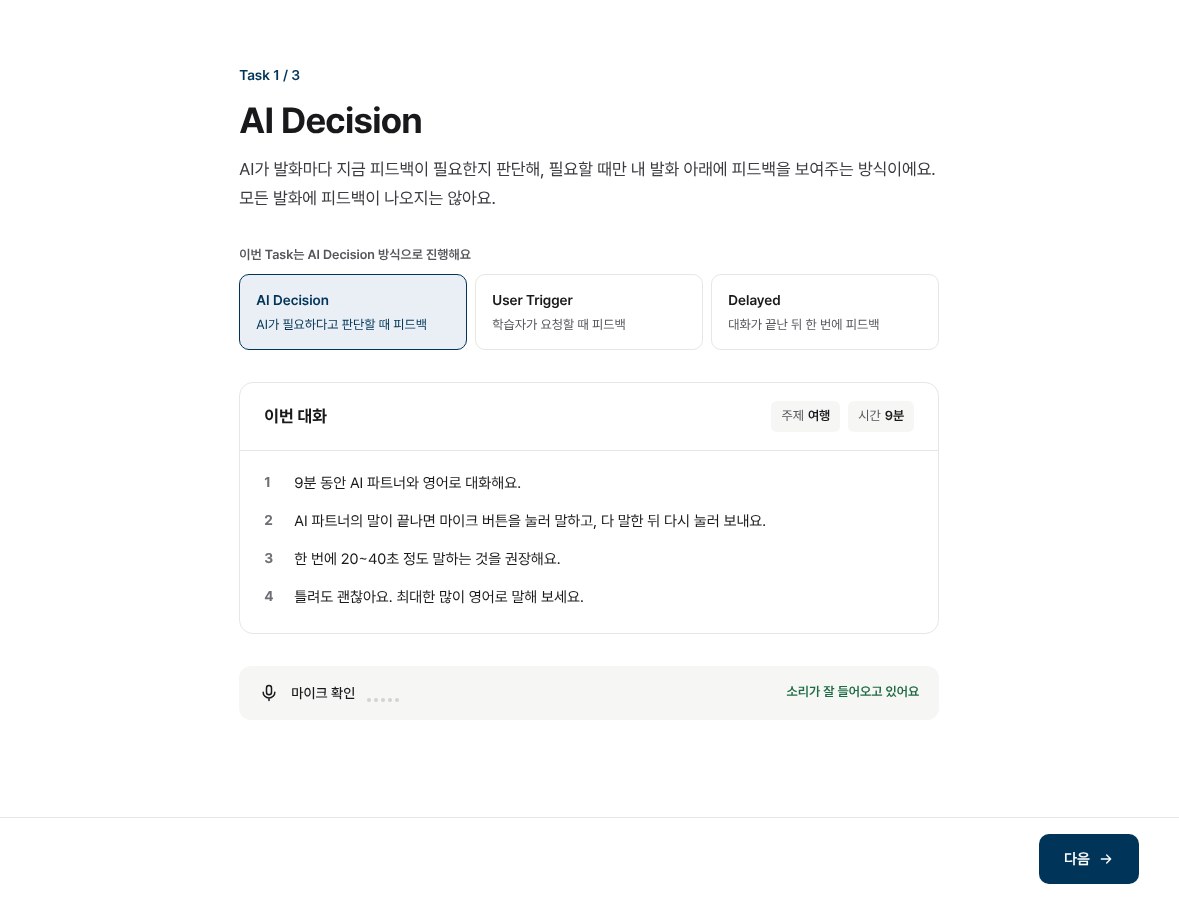 Task 1 / 3
AI Decision
AI가 발화마다 지금 피드백이 필요한지 판단해, 필요할 때만 내 발화 아래에 피드백을 보여주는 방식이에요.
모든 발화에 피드백이 나오지는 않아요.
이번 Task는 AI Decision 방식으로 진행해요
AI Decision
AI가 필요하다고 판단할 때 피드백
User Trigger
학습자가 요청할 때 피드백
Delayed
대화가 끝난 뒤 한 번에 피드백
이번 대화
주제 여행
시간 9분
1 9분 동안 AI 파트너와 영어로 대화해요.
2 AI 파트너의 말이 끝나면 마이크 버튼을 눌러 말하고, 다 말한 뒤 다시 눌러 보내요.
3 한 번에 20~40초 정도 말하는 것을 권장해요.
4 틀려도 괜찮아요. 최대한 많이 영어로 말해 보세요.
마이크 확인
소리가 잘 들어오고 있어요
다음 →